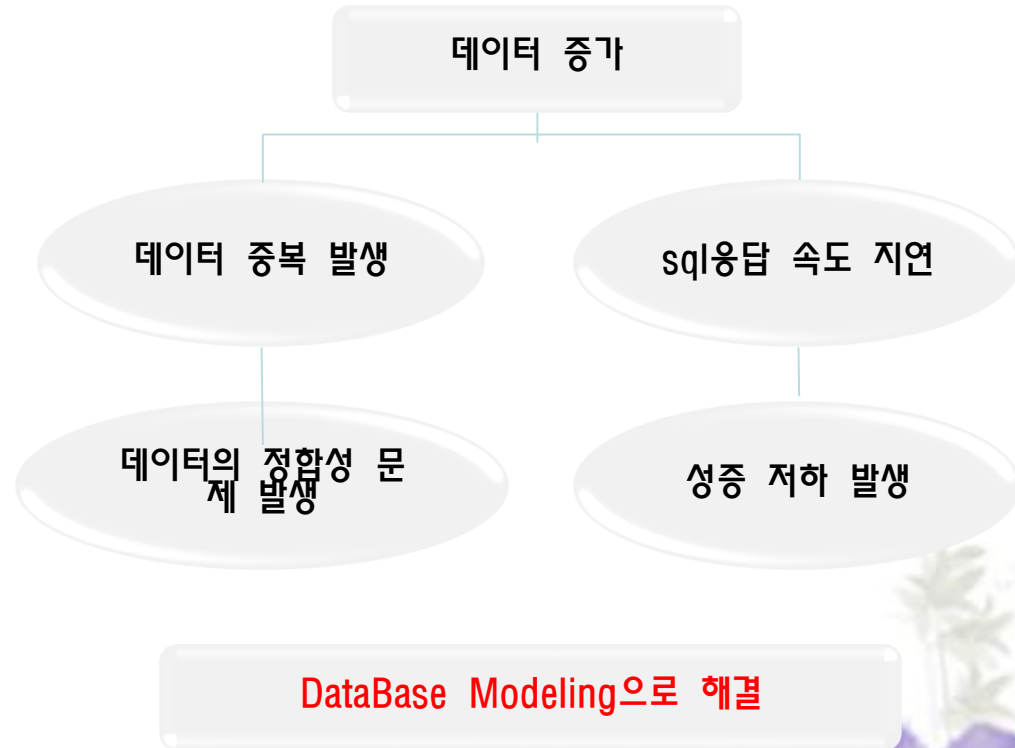 데이터 증가
데이터 중복 발생
sql응답 속도 지연
데이터의 정합성 문
제 발생
성증 저하 발생
DataBase Modeling으로 해결